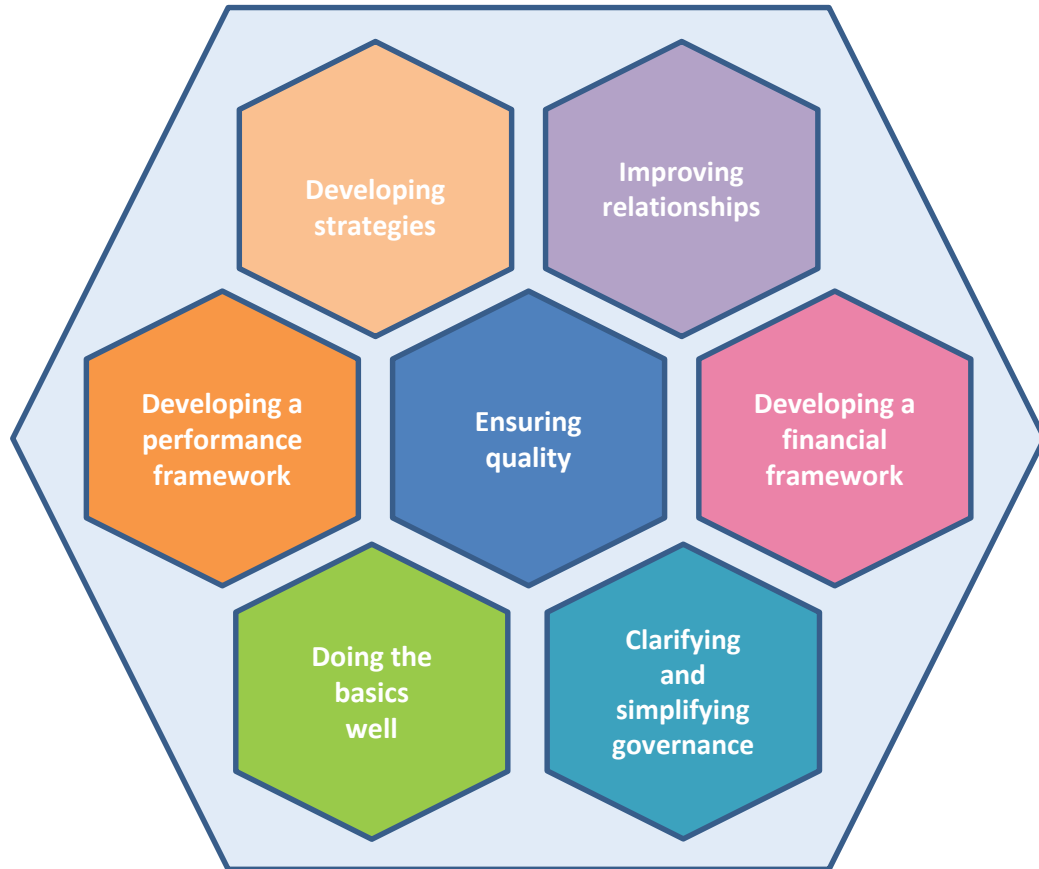 Developing
strategies
Improving
relationships
Developing a
performance
framework
Ensuring
quality
Developing a
financial
framework
Doing the
basics
well
Clarifying
and
simplifying
governance